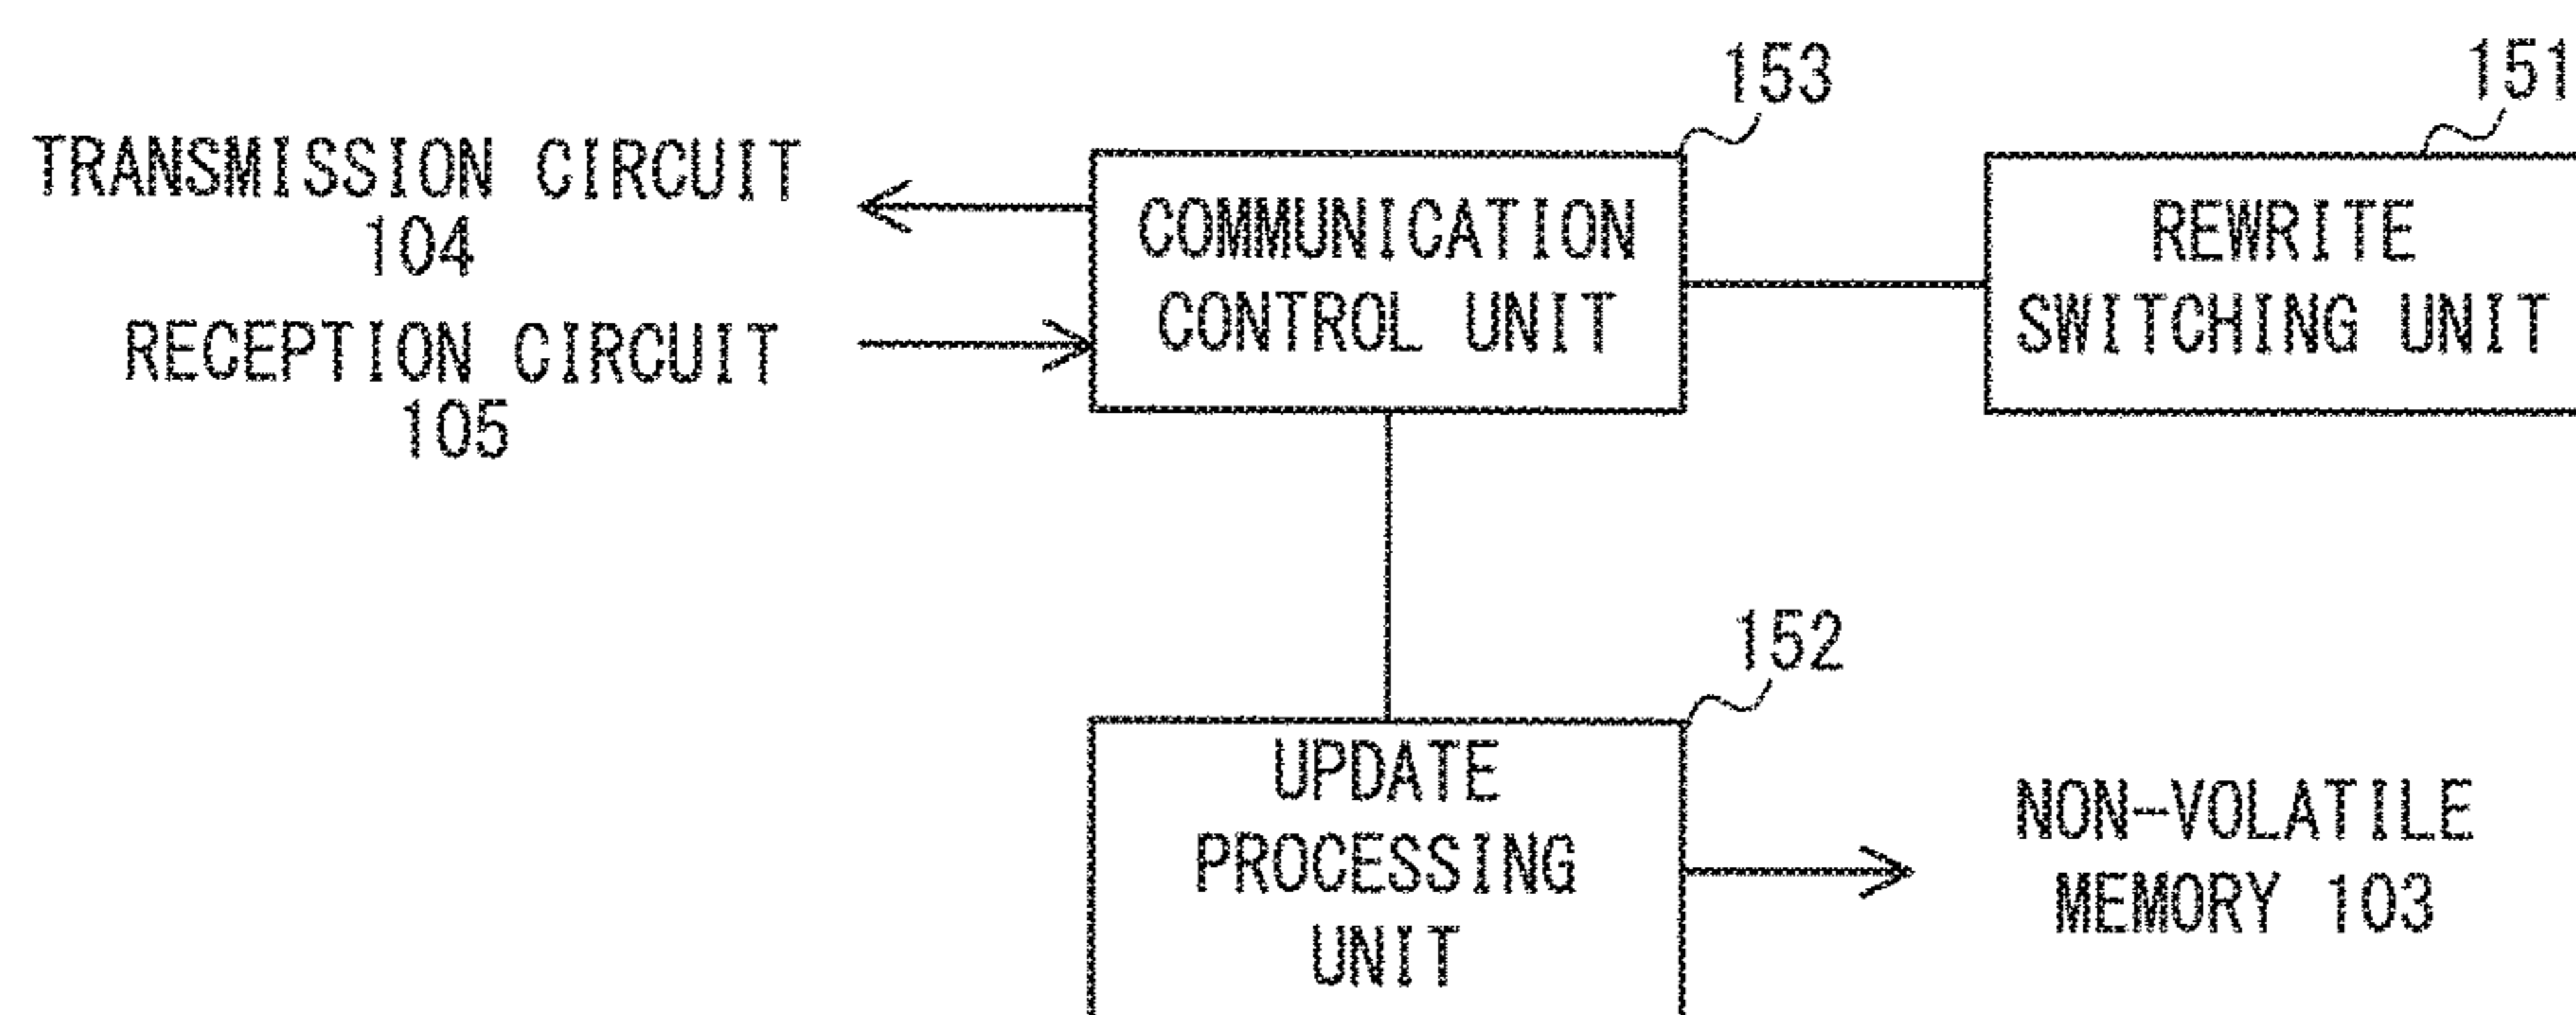 153
151
TRANSMISSION CIRCUIT
104
RECEPTION CIRCUIT
105
COMMUNICATION
CONTROL UNIT
REWRITE
SWITCHING UNIT
152
UPDATE
PROCESSING
UNIT
NON-VOLATILE
MEMORY 103